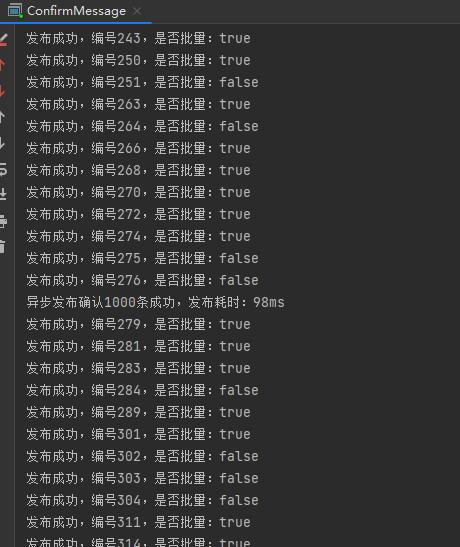 ConfirmMessage
发布成功，编号243，是否批量：true
发布成功，编号250，是否批量：true
发布成功，编号251，是否批量：false
发布成功，编号263，是否批量：true
发布成功，编号264，是否批量：false
发布成功，编号266，是否批量：true
发布成功，编号268，是否批量：true
发布成功，编号270，是否批量：true
发布成功，编号272，是否批量：true
发布成功，编号274，是否批量：true
发布成功，编号275，是否批量：false
发布成功，编号276，是否批量：false
异步发布确认1000条成功，发布耗时：98ms
发布成功，编号279，是否批量：true
发布成功，编号281，是否批量：true
发布成功，编号283，是否批量：true
发布成功，编号284，是否批量：false
发布成功，编号289，是否批量：true
发布成功，编号301，是否批量：true
发布成功，编号302，是否批量：false
发布成功，编号303，是否批量：false
发布成功，编号304，是否批量：false
发布成功，编号311，是否批量：true
发布成功，编号314，是否批量：true